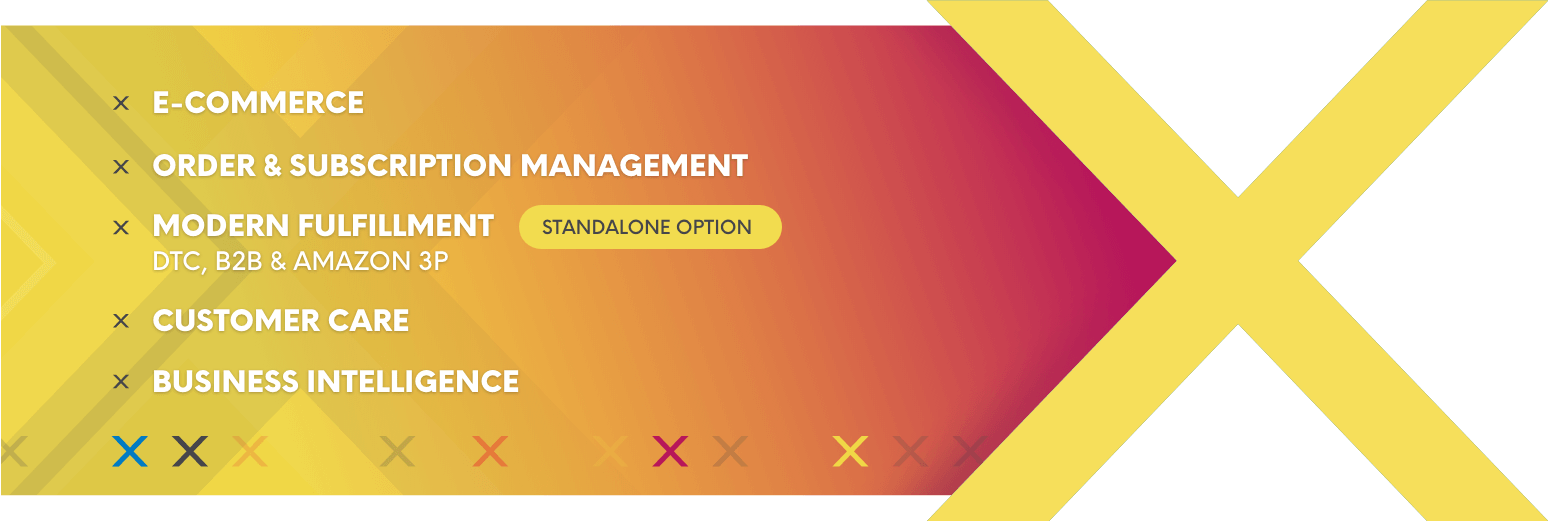 E-COMMERCE
ORDER & SUBSCRIPTION MANAGEMENT
MODERN FULFILLMENT STANDALONE OPTION
DTC, B2B & AMAZON 3P
CUSTOMER CARE
BUSINESS INTELLIGENCE